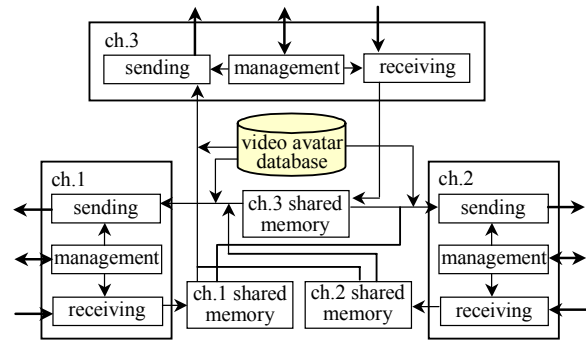 ch.3
sending
management
receiving
video avatar
database
ch.1
sending
management
receiving
ch.3 shared
memory
ch.2
sending
management
receiving
ch.1 shared
memory
ch.2 shared
memory